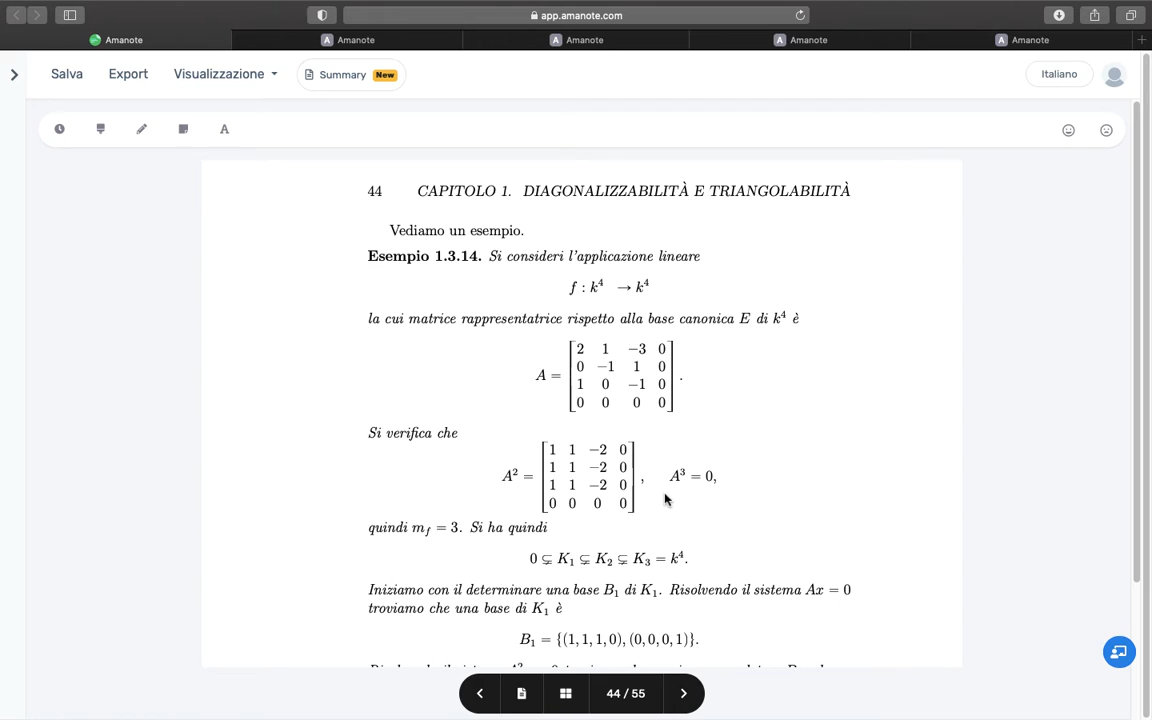 app.amanote.com
Amanote Amanote Amanote Amanote Amanote
Salva Export Visualizzazione Summary New Italiano
44 CAPITOLO 1. DIAGONALIZZABILITÀ E TRIANGOLABILITÀ
Vediamo un esempio.
Esempio 1.3.14. Si consideri l'applicazione lineare
f : k⁴ → k⁴
la cui matrice rappresentatrice rispetto alla base canonica E di k⁴ è
2 1 −3 0
0 −1 1 0
A =
1 0 −1 0
0 0 0 0
.
Si verifica che
1 1 −2 0
1 1 −2 0
A² = , A³ = 0,
1 1 −2 0
0 0 0 0
quindi m_f = 3. Si ha quindi
0 ⊊ K₁ ⊊ K₂ ⊊ K₃ = k⁴.
Iniziamo con il determinare una base B₁ di K₁. Risolvendo il sistema Ax = 0
troviamo che una base di K₁ è
B₁ = {(1, 1, 1, 0), (0, 0, 0, 1)}.
44 / 55